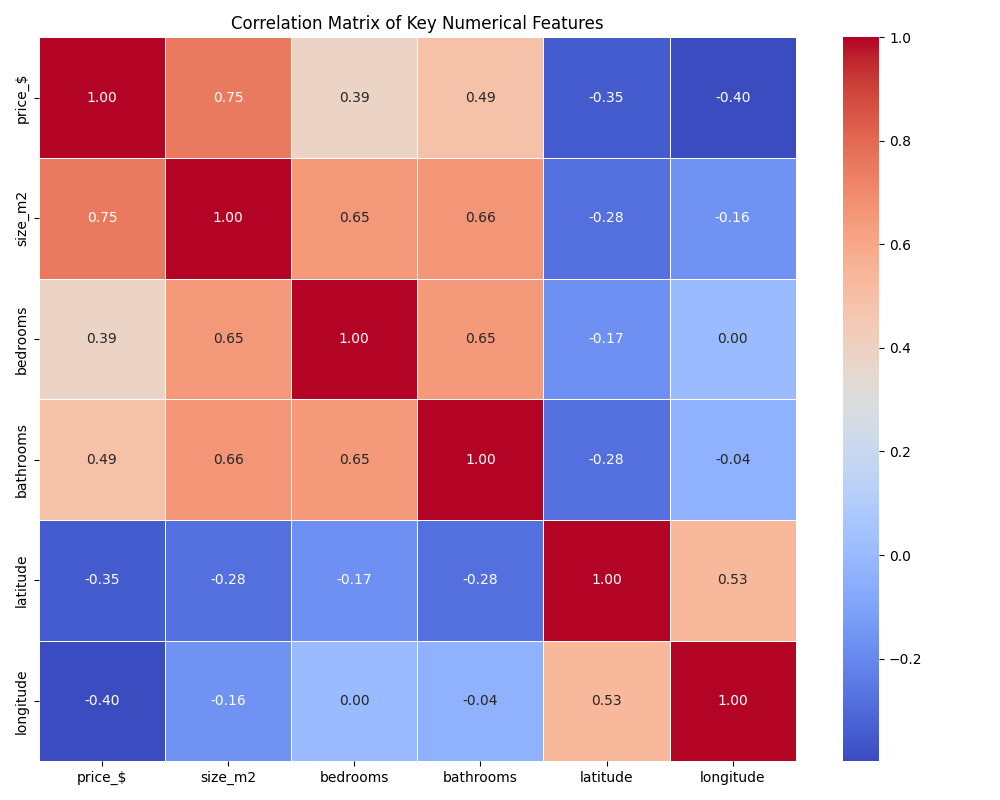 Correlation Matrix of Key Numerical Features
price_$ 1.00 0.75 0.39 0.49 -0.35 -0.40
size_m2 0.75 1.00 0.65 0.66 -0.28 -0.16
bedrooms 0.39 0.65 1.00 0.65 -0.17 0.00
bathrooms 0.49 0.66 0.65 1.00 -0.28 -0.04
latitude -0.35 -0.28 -0.17 -0.28 1.00 0.53
longitude -0.40 -0.16 0.00 -0.04 0.53 1.00
price_$ size_m2 bedrooms bathrooms latitude longitude
1.0
0.8
0.6
0.4
0.2
0.0
−0.2